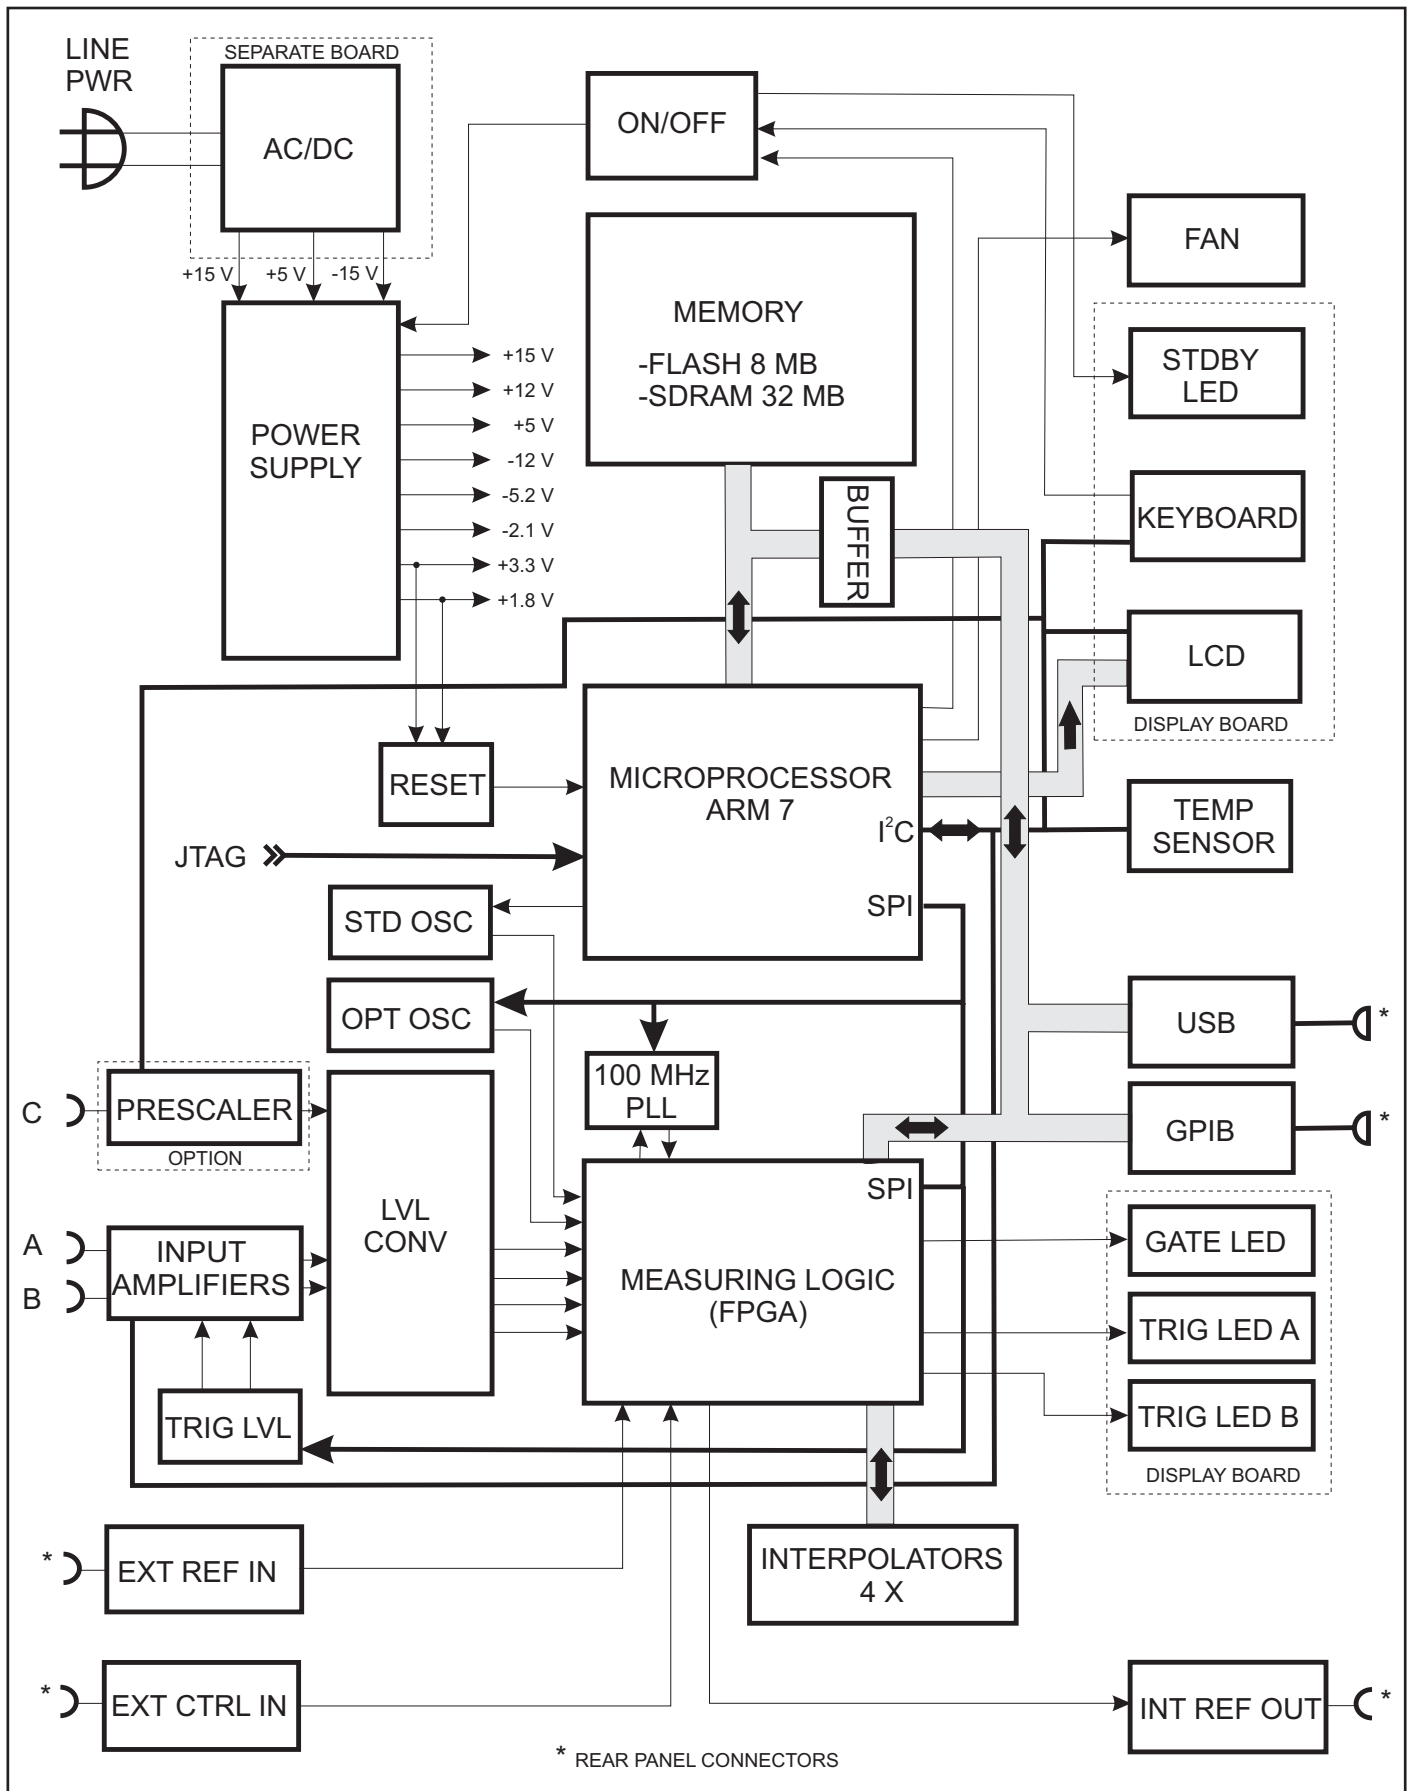 LINE
PWR
SEPARATE BOARD
AC/DC
ON/OFF
+15 V
+5 V
-15 V
FAN
MEMORY
-FLASH 8 MB
-SDRAM 32 MB
STDBY
LED
POWER
SUPPLY
+15 V
+12 V
+5 V
-12 V
-5.2 V
-2.1 V
+3.3 V
+1.8 V
BUFFER
KEYBOARD
LCD
DISPLAY BOARD
RESET
MICROPROCESSOR
ARM 7
I²C
SPI
TEMP
SENSOR
JTAG
STD OSC
OPT OSC
100 MHz
PLL
USB
*
GPIB
*
C
PRESCALER
OPTION
LVL
CONV
SPI
MEASURING LOGIC
(FPGA)
A
B
INPUT
AMPLIFIERS
TRIG LVL
GATE LED
TRIG LED A
TRIG LED B
DISPLAY BOARD
*
EXT REF IN
INTERPOLATORS
4 X
*
EXT CTRL IN
INT REF OUT
*
* REAR PANEL CONNECTORS